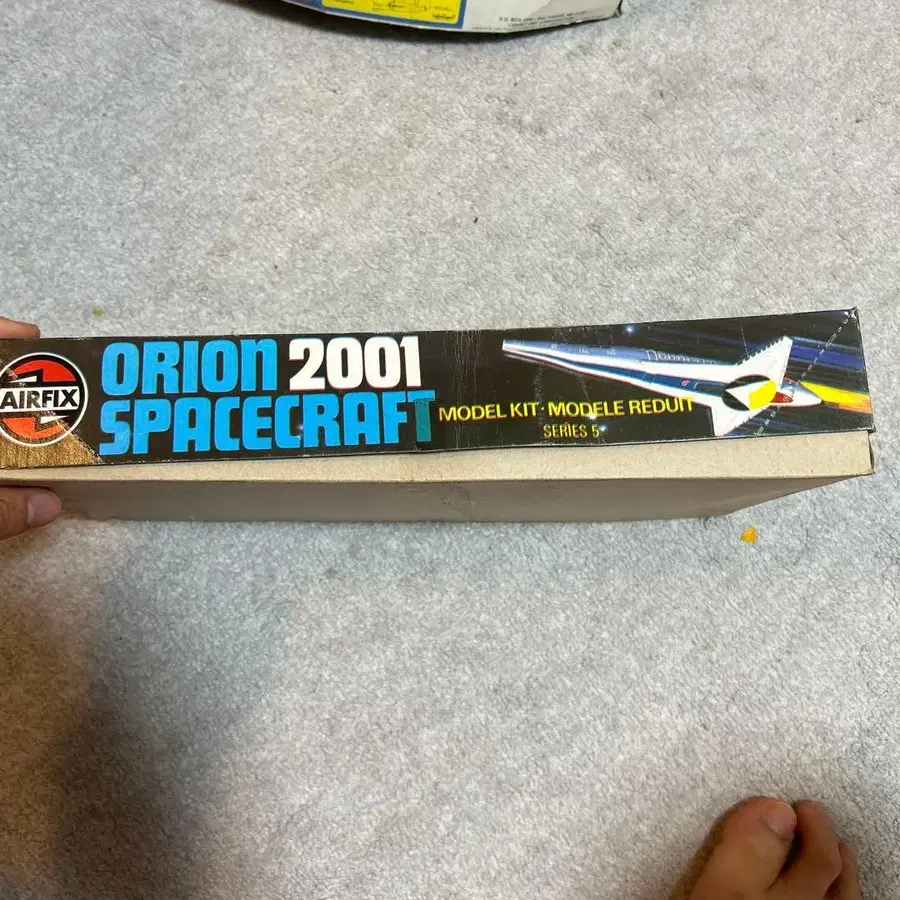 AIRFIX
ORION 2001
SPACECRAFT
MODEL KIT · MODELE REDUIT
SERIES 5